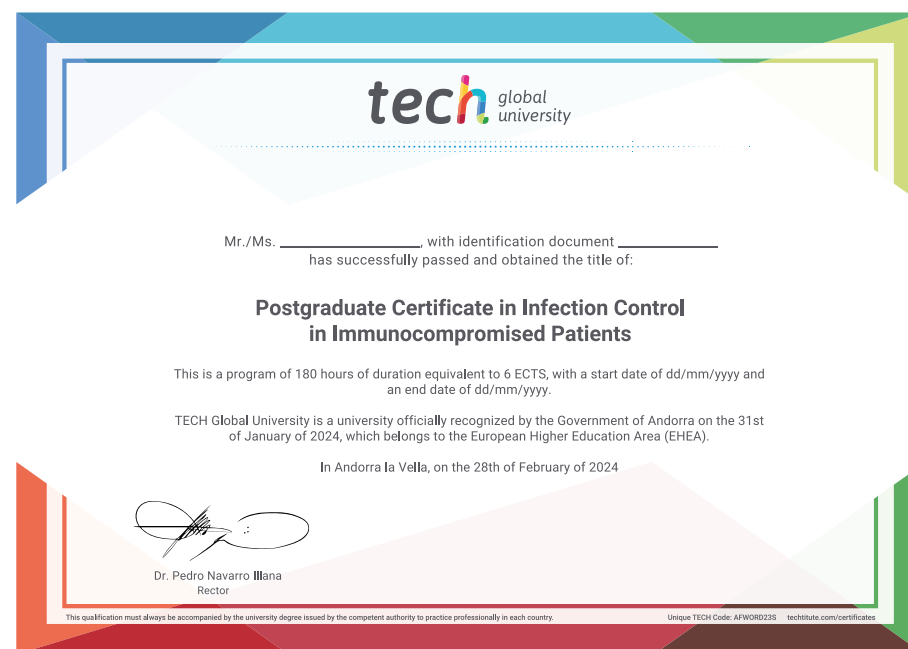 tech global
university
Mr./Ms. ____________________, with identification document ______________
has successfully passed and obtained the title of:
Postgraduate Certificate in Infection Control
in Immunocompromised Patients
This is a program of 180 hours of duration equivalent to 6 ECTS, with a start date of dd/mm/yyyy and
an end date of dd/mm/yyyy.
TECH Global University is a university officially recognized by the Government of Andorra on the 31st
of January of 2024, which belongs to the European Higher Education Area (EHEA).
In Andorra la Vella, on the 28th of February of 2024
Dr. Pedro Navarro Illana
Rector
This qualification must always be accompanied by the university degree issued by the competent authority to practice professionally in each country.
Unique TECH Code: AFWORD23S techtitute.com/certificates